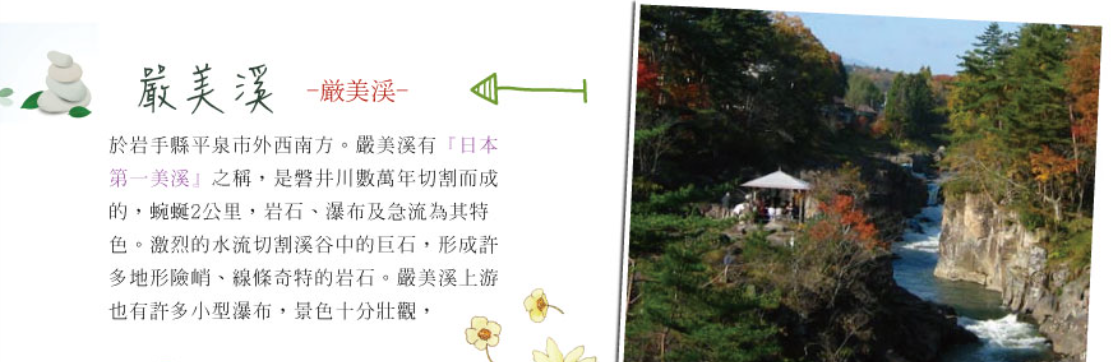 嚴美溪 -厳美渓-
於岩手縣平泉市外西南方。嚴美溪有『日本
第一美溪』之稱，是磐井川數萬年切割而成
的，蜿蜒2公里，岩石、瀑布及急流為其特
色。激烈的水流切割溪谷中的巨石，形成許
多地形險峭、線條奇特的岩石。嚴美溪上游
也有許多小型瀑布，景色十分壯觀，